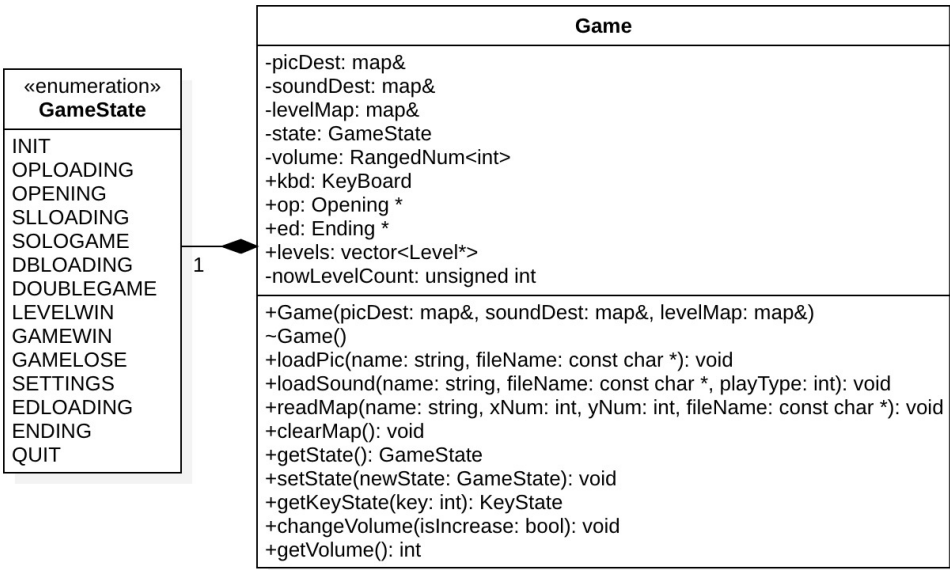 «enumeration»
GameState
INIT
OPLOADING
OPENING
SLLOADING
SOLOGAME
DBLOADING
DOUBLEGAME
LEVELWIN
GAMEWIN
GAMELOSE
SETTINGS
EDLOADING
ENDING
QUIT
1
Game
-picDest: map&
-soundDest: map&
-levelMap: map&
-state: GameState
-volume: RangedNum<int>
+kbd: KeyBoard
+op: Opening *
+ed: Ending *
+levels: vector<Level*>
-nowLevelCount: unsigned int
+Game(picDest: map&, soundDest: map&, levelMap: map&)
~Game()
+loadPic(name: string, fileName: const char *): void
+loadSound(name: string, fileName: const char *, playType: int): void
+readMap(name: string, xNum: int, yNum: int, fileName: const char *): void
+clearMap(): void
+getState(): GameState
+setState(newState: GameState): void
+getKeyState(key: int): KeyState
+changeVolume(isIncrease: bool): void
+getVolume(): int